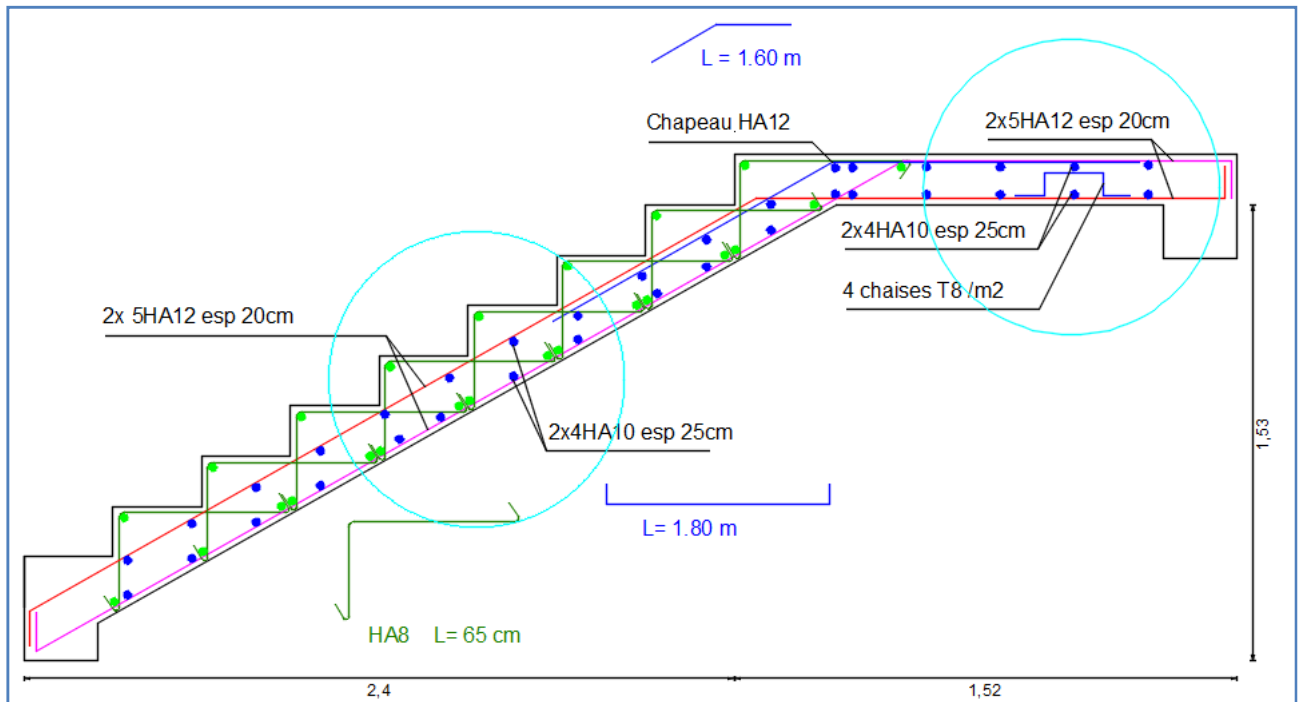 L = 1.60 m
Chapeau HA12
2x5HA12 esp 20cm
2x4HA10 esp 25cm
4 chaises T8 /m2
2x 5HA12 esp 20cm
2x4HA10 esp 25cm
1,53
L= 1.80 m
HA8 L= 65 cm
2,4
1,52